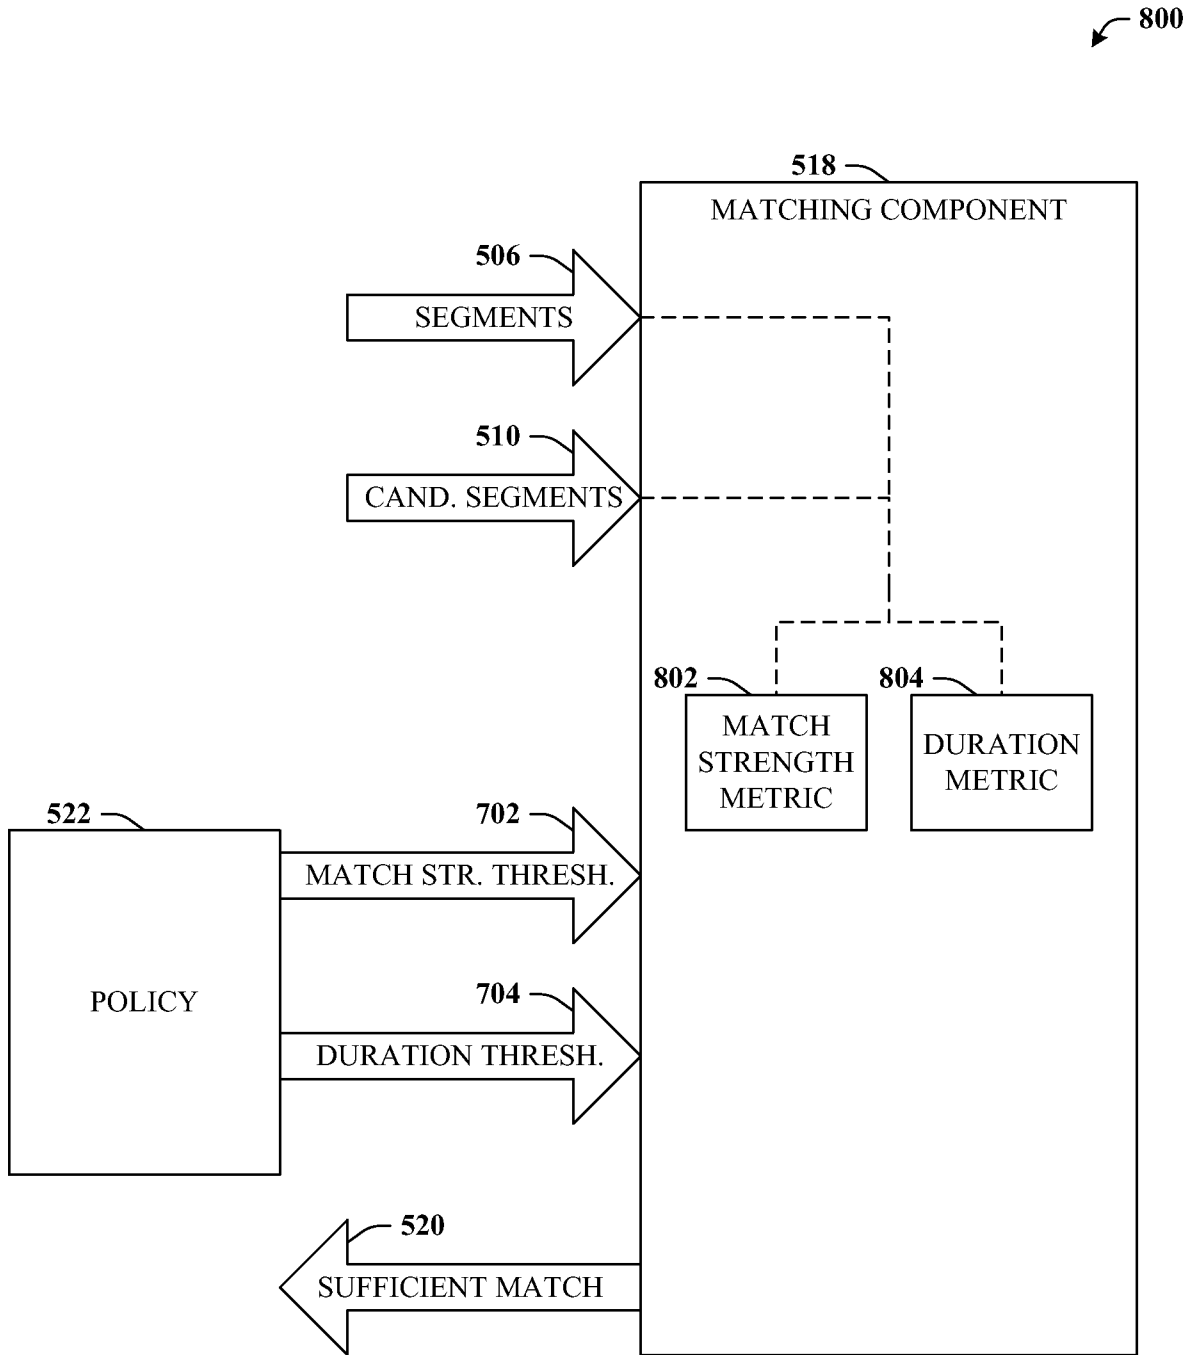 800
518
MATCHING COMPONENT
506
SEGMENTS
510
CAND. SEGMENTS
802
MATCH
STRENGTH
METRIC
804
DURATION
METRIC
522
POLICY
702
MATCH STR. THRESH.
704
DURATION THRESH.
520
SUFFICIENT MATCH